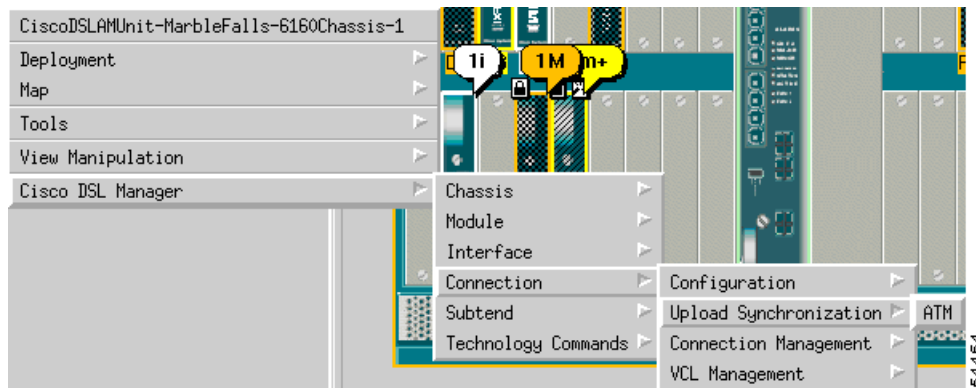 CiscoDSLAMUnit-MarbleFalls-6160Chassis-1
Deployment
Map
Tools
View Manipulation
Cisco DSL Manager
1i
1M
m+
Chassis
Module
Interface
Connection
Subtend
Technology Commands
Configuration
Upload Synchronization
Connection Management
VCL Management
ATM